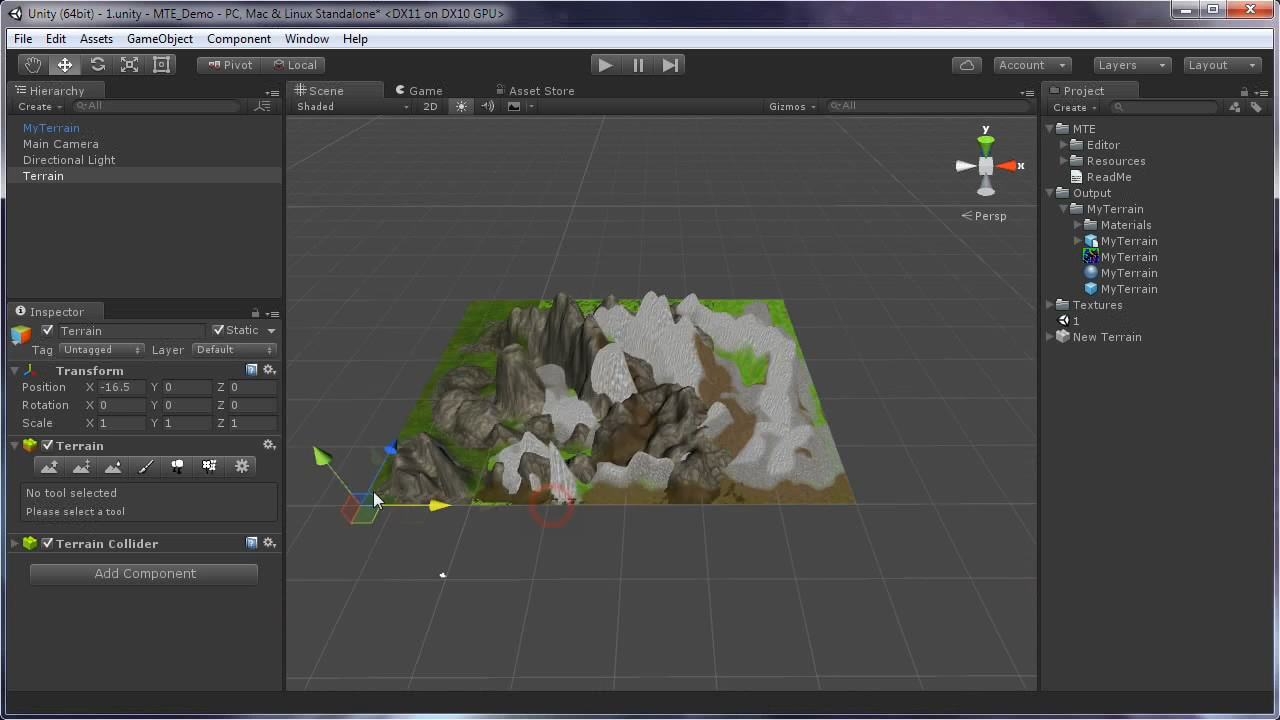 Unity (64bit) - 1.unity - MTE_Demo - PC, Mac & Linux Standalone* <DX11 on DX10 GPU>
File Edit Assets GameObject Component Window Help
Pivot Local Account Layers Layout
Hierarchy
Create All
MyTerrain
Main Camera
Directional Light
Terrain
Inspector
Terrain Static
Tag Untagged Layer Default
Transform
Position X -16.5 Y 0 Z 0
Rotation X 0 Y 0 Z 0
Scale X 1 Y 1 Z 1
Terrain
No tool selected
Please select a tool
Terrain Collider
Add Component
Scene Game Asset Store
Shaded 2D Gizmos All
y
x
Persp
Project
Create
MTE
Editor
Resources
ReadMe
Output
MyTerrain
Materials
MyTerrain
MyTerrain
MyTerrain
MyTerrain
Textures
1
New Terrain